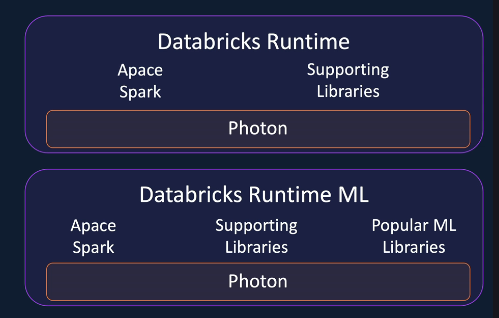 Databricks Runtime
Apace
Spark
Supporting
Libraries
Photon
Databricks Runtime ML
Apace
Spark
Supporting
Libraries
Popular ML
Libraries
Photon